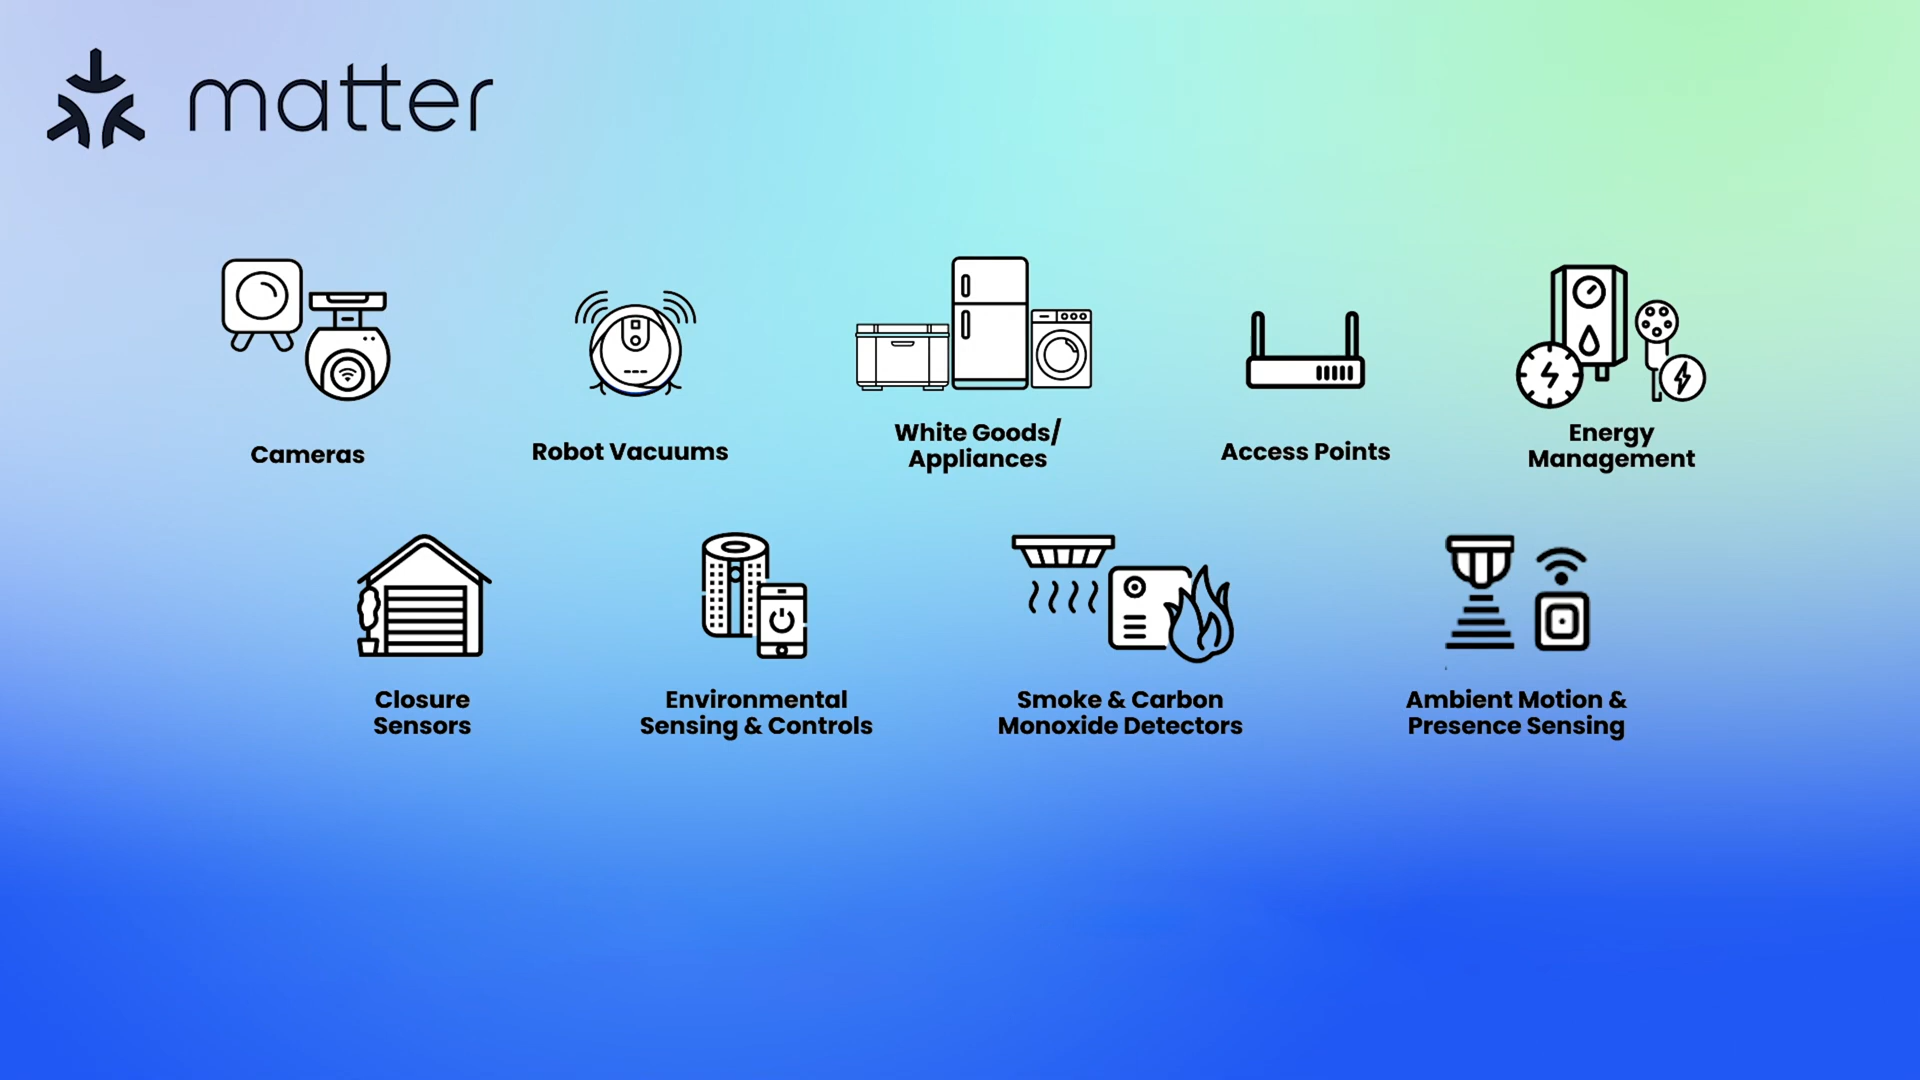 matter
Cameras
Robot Vacuums
White Goods/
Appliances
Access Points
Energy
Management
Closure
Sensors
Environmental
Sensing & Controls
Smoke & Carbon
Monoxide Detectors
Ambient Motion &
Presence Sensing